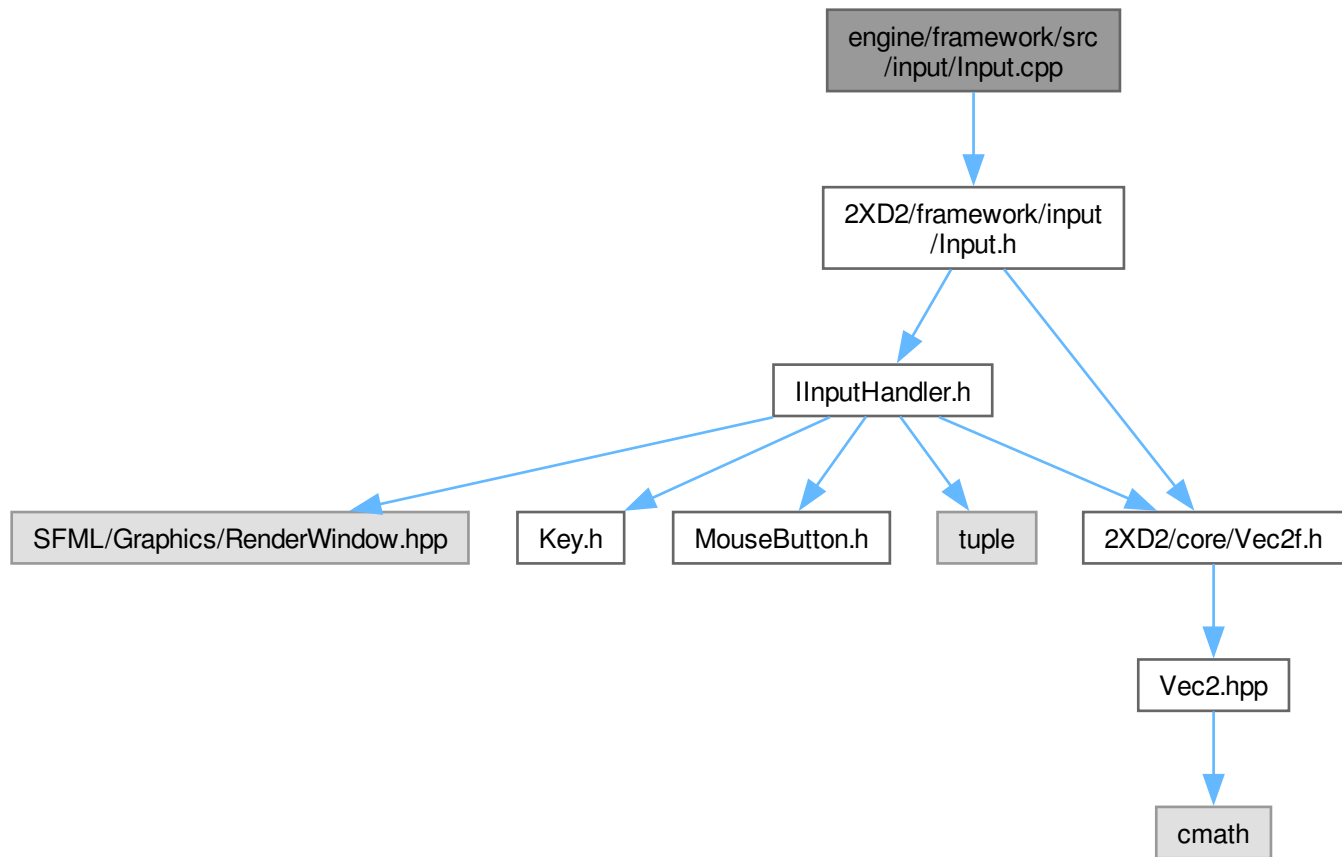 engine/framework/src
/input/Input.cpp
2XD2/framework/input
/Input.h
IInputHandler.h
SFML/Graphics/RenderWindow.hpp
Key.h
MouseButton.h
tuple
2XD2/core/Vec2f.h
Vec2.hpp
cmath